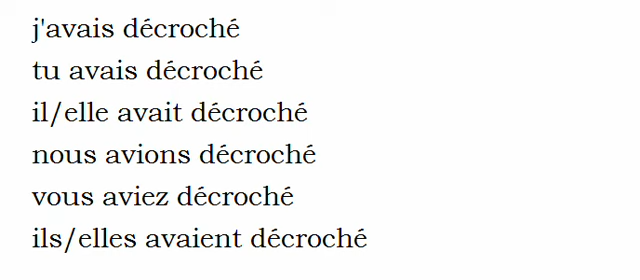 j'avais décroché
tu avais décroché
il/elle avait décroché
nous avions décroché
vous aviez décroché
ils/elles avaient décroché